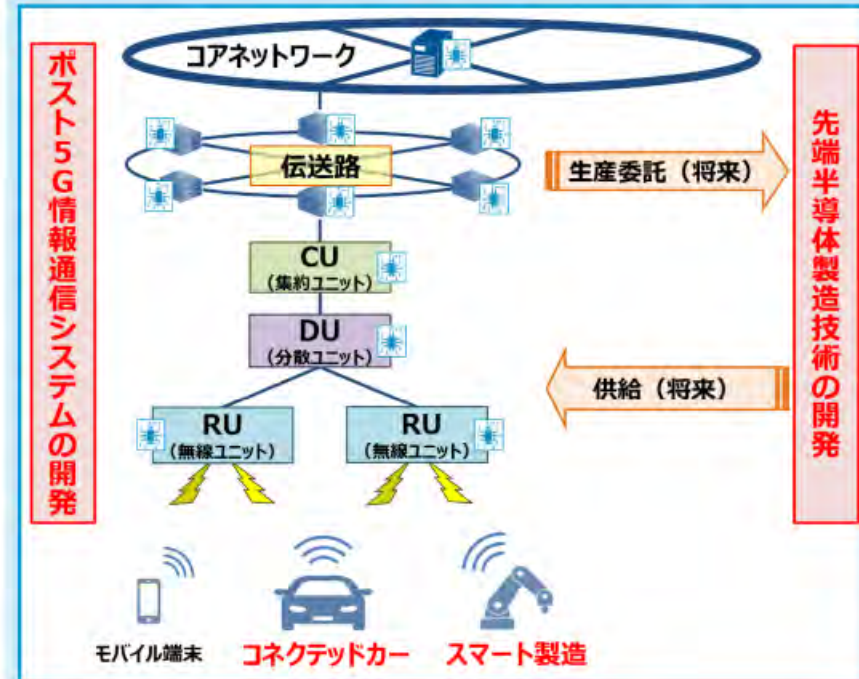 コアネットワーク
ポスト5G情報通信システムの開発
伝送路
生産委託（将来）
先端半導体製造技術の開発
CU
（集約ユニット）
DU
（分散ユニット）
供給（将来）
RU
（無線ユニット）
RU
（無線ユニット）
モバイル端末
コネクテッドカー
スマート製造